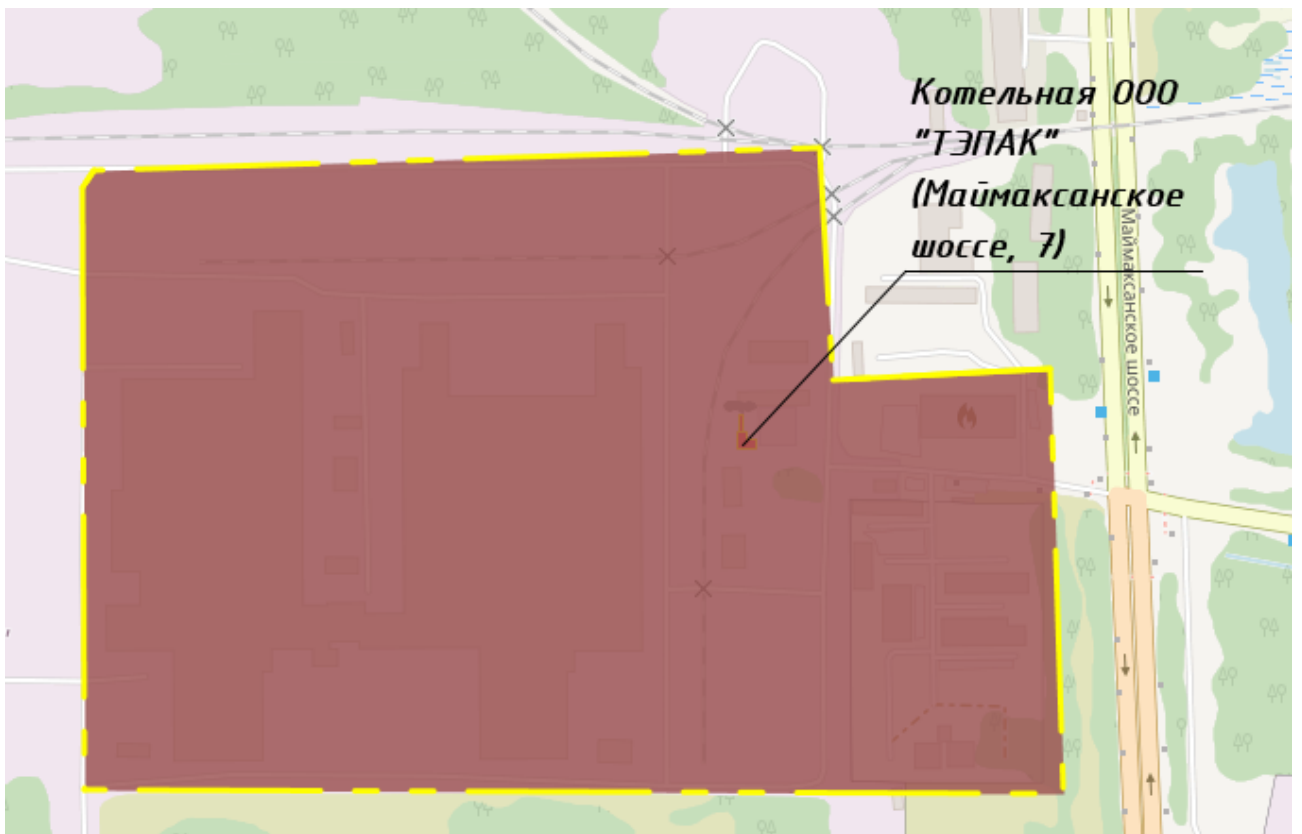 Котельная ООО
"ТЭПАК"
(Маймаксанское
шоссе, 7)
Маймаксанское шоссе